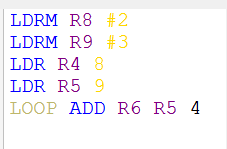 LDRM R8 #2
LDRM R9 #3
LDR R4 8
LDR R5 9
LOOP ADD R6 R5 4